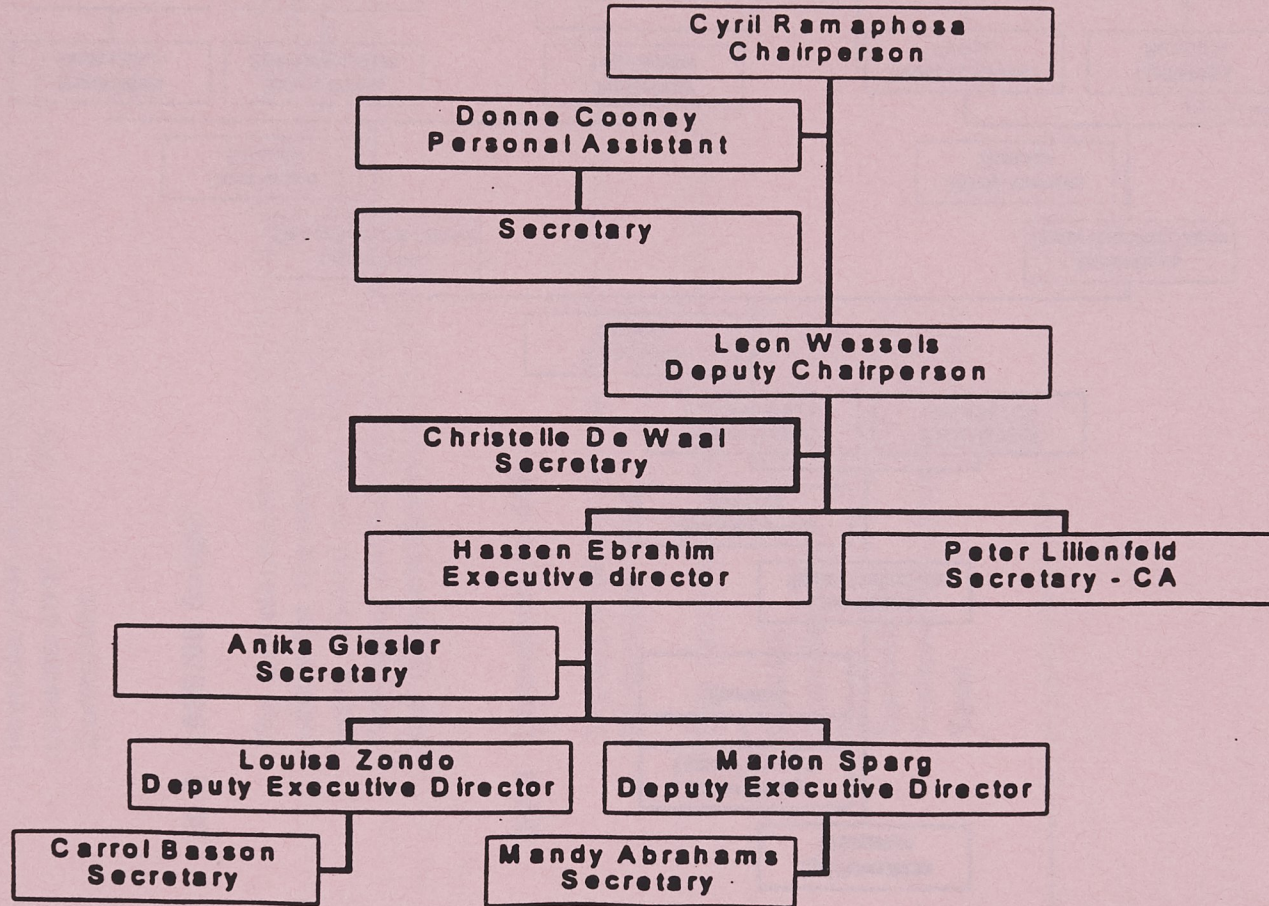 Cyril Ramaphosa
Chairperson
Donne Cooney
Personal Assistant
Secretary
Leon Wessels
Deputy Chairperson
Christelle De Waal
Secretary
Hassen Ebrahim
Executive director
Peter Lilienfeld
Secretary - CA
Anika Giesler
Secretary
Louisa Zondo
Deputy Executive Director
Marion Sparg
Deputy Executive Director
Carrol Basson
Secretary
Mandy Abrahams
Secretary